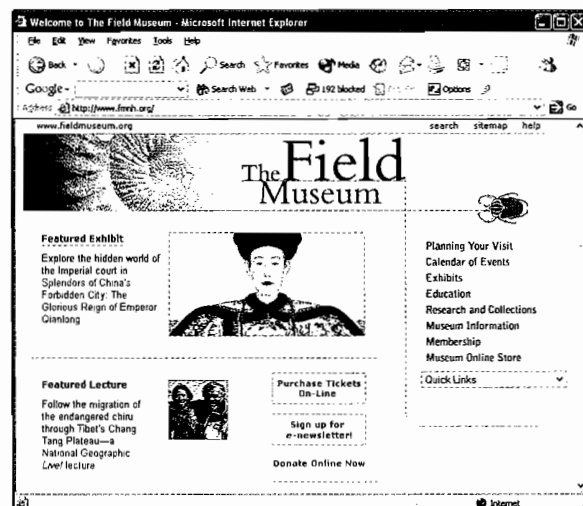 Welcome to The Field Museum - Microsoft Internet Explorer
File Edit View Favorites Tools Help
Back Search Favorites Media
Google Search Web 192 blocked Options
Address http://www.fmnh.org/ Go
www.fieldmuseum.org search sitemap help
The Field
Museum
Featured Exhibit
Explore the hidden world of
the Imperial court in
Splendors of China's
Forbidden City: The
Glorious Reign of Emperor
Qianlong
Planning Your Visit
Calendar of Events
Exhibits
Education
Research and Collections
Museum Information
Membership
Museum Online Store
Quick Links
Featured Lecture
Follow the migration of
the endangered chiru
through Tibet's Chang
Tang Plateau—a
National Geographic
Live! lecture
Purchase Tickets
On-Line
Sign up for
e-newsletter!
Donate Online Now
Internet